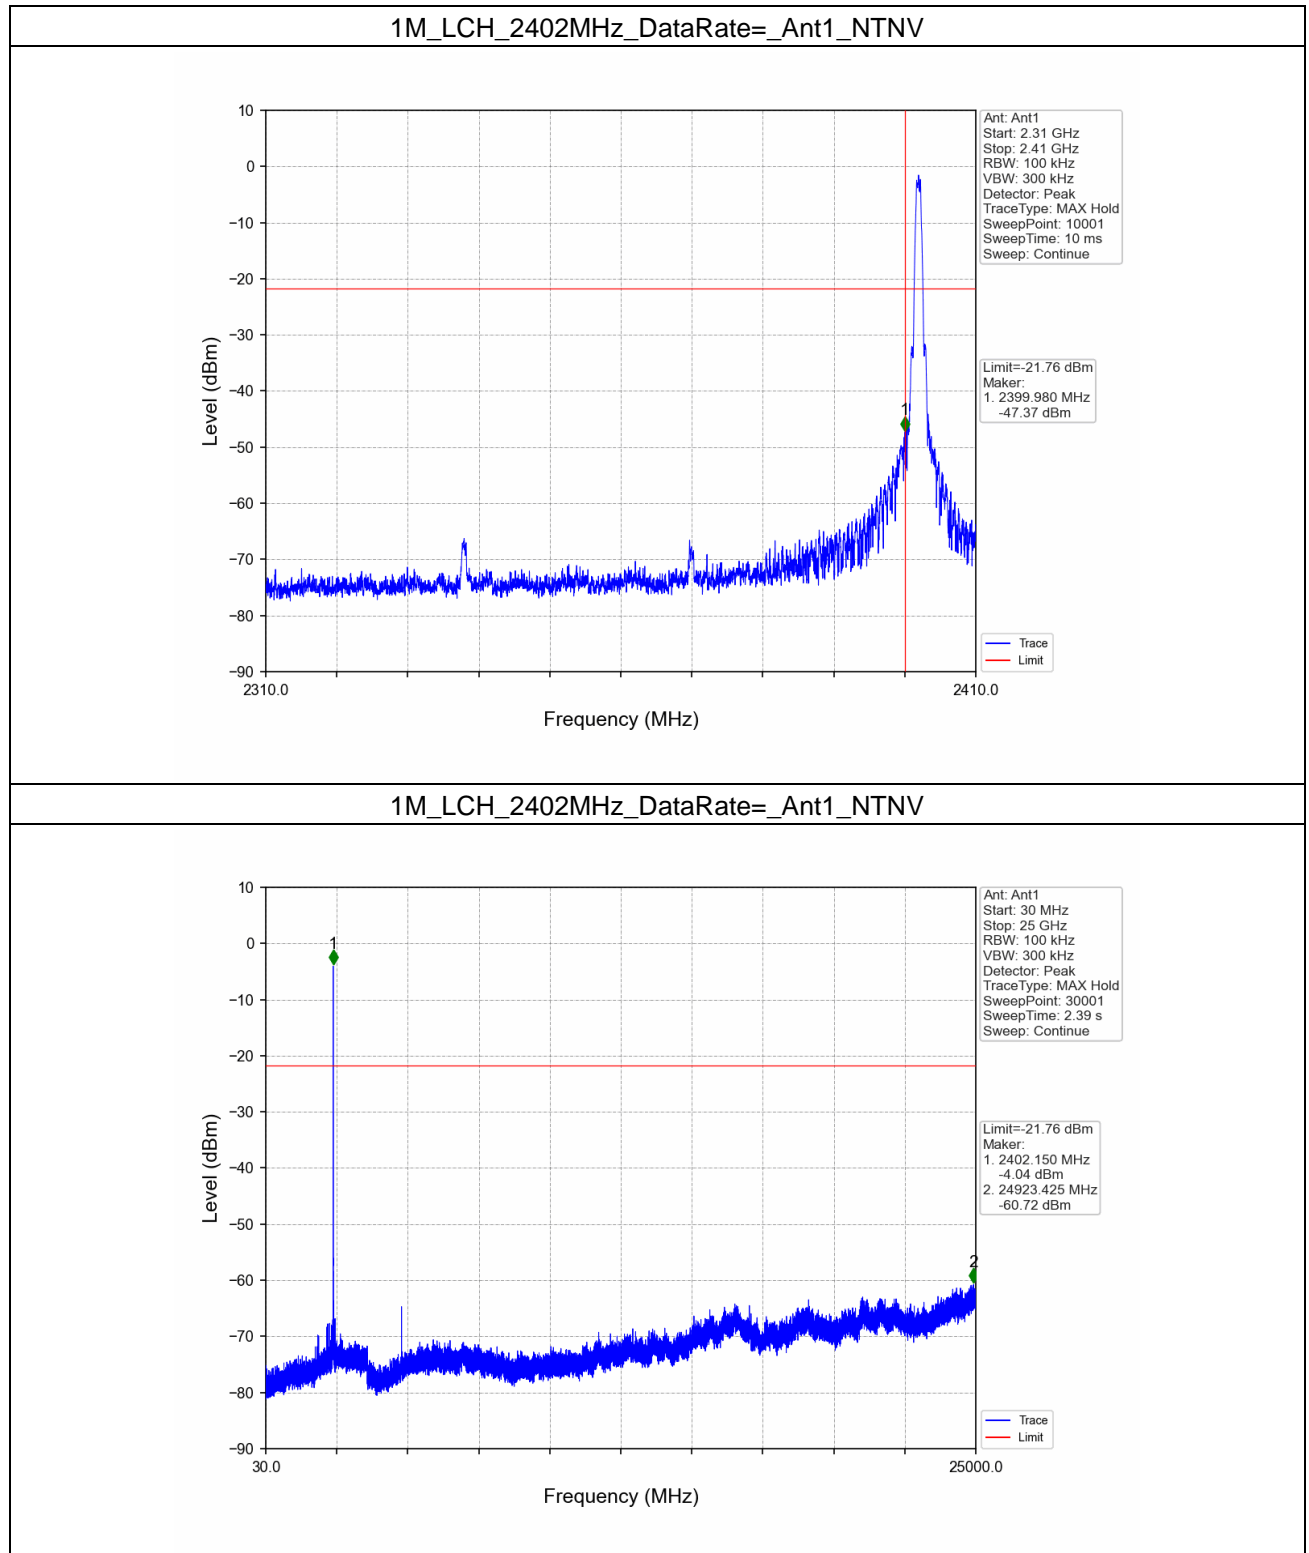 1M_LCH_2402MHz_DataRate=_Ant1_NTNV
10
0
−10
−20
−30
−40
−50
−60
−70
−80
−90
Level (dBm)
2310.0
2410.0
Frequency (MHz)
1
Ant: Ant1
Start: 2.31 GHz
Stop: 2.41 GHz
RBW: 100 kHz
VBW: 300 kHz
Detector: Peak
TraceType: MAX Hold
SweepPoint: 10001
SweepTime: 10 ms
Sweep: Continue
Limit=-21.76 dBm
Maker:
1. 2399.980 MHz
-47.37 dBm
Trace
Limit
1M_LCH_2402MHz_DataRate=_Ant1_NTNV
10
0
−10
−20
−30
−40
−50
−60
−70
−80
−90
Level (dBm)
30.0
25000.0
Frequency (MHz)
1
2
Ant: Ant1
Start: 30 MHz
Stop: 25 GHz
RBW: 100 kHz
VBW: 300 kHz
Detector: Peak
TraceType: MAX Hold
SweepPoint: 30001
SweepTime: 2.39 s
Sweep: Continue
Limit=-21.76 dBm
Maker:
1. 2402.150 MHz
-4.04 dBm
2. 24923.425 MHz
-60.72 dBm
Trace
Limit